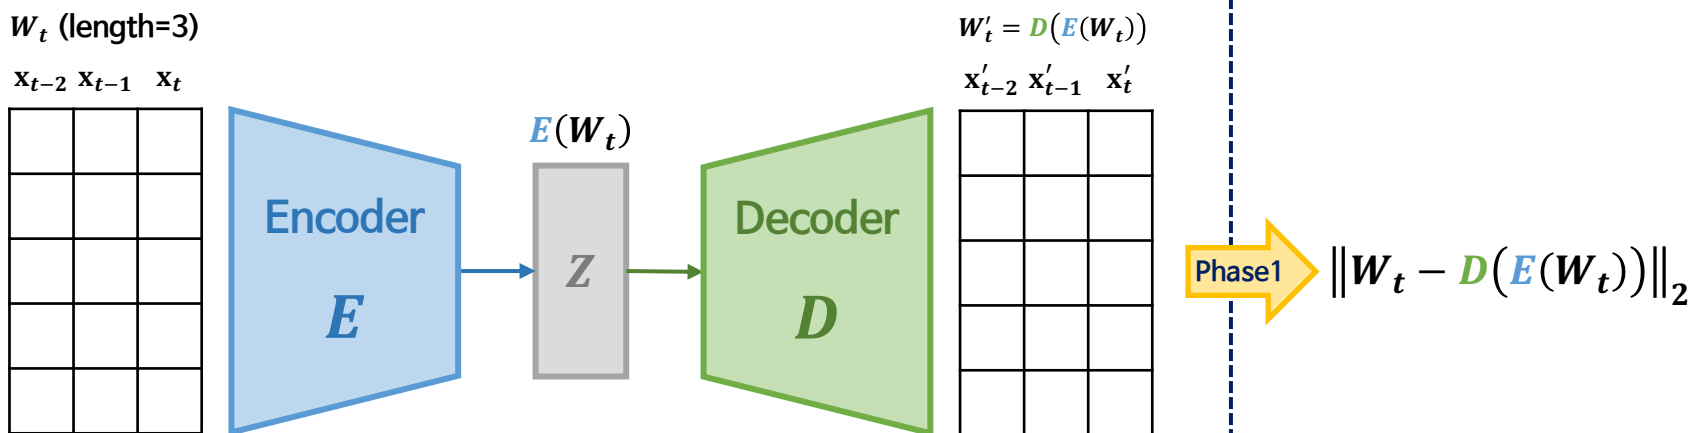 W_t (length=3)
x_{t−2} x_{t−1} x_t
Encoder
E
E(W_t)
Z
Decoder
D
W'_t = D(E(W_t))
x'_{t−2} x'_{t−1} x'_t
Phase1
‖W_t − D(E(W_t))‖_2